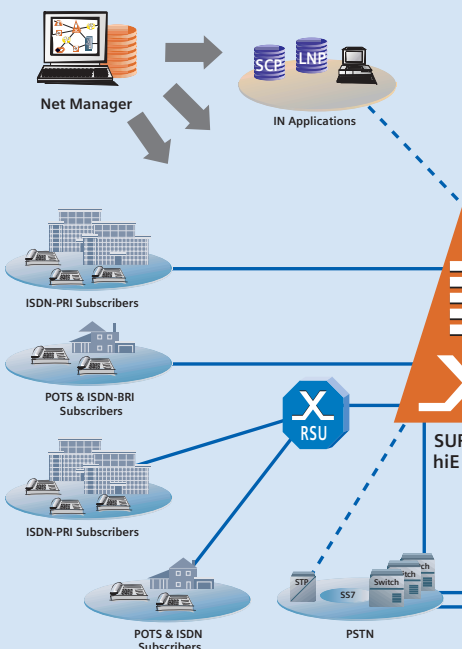 Net Manager
SCP
LNP
IN Applications
ISDN-PRI Subscribers
POTS & ISDN-BRI
Subscribers
RSU
ISDN-PRI Subscribers
STP
SS7
Switch
PSTN
POTS & ISDN
Subscribers